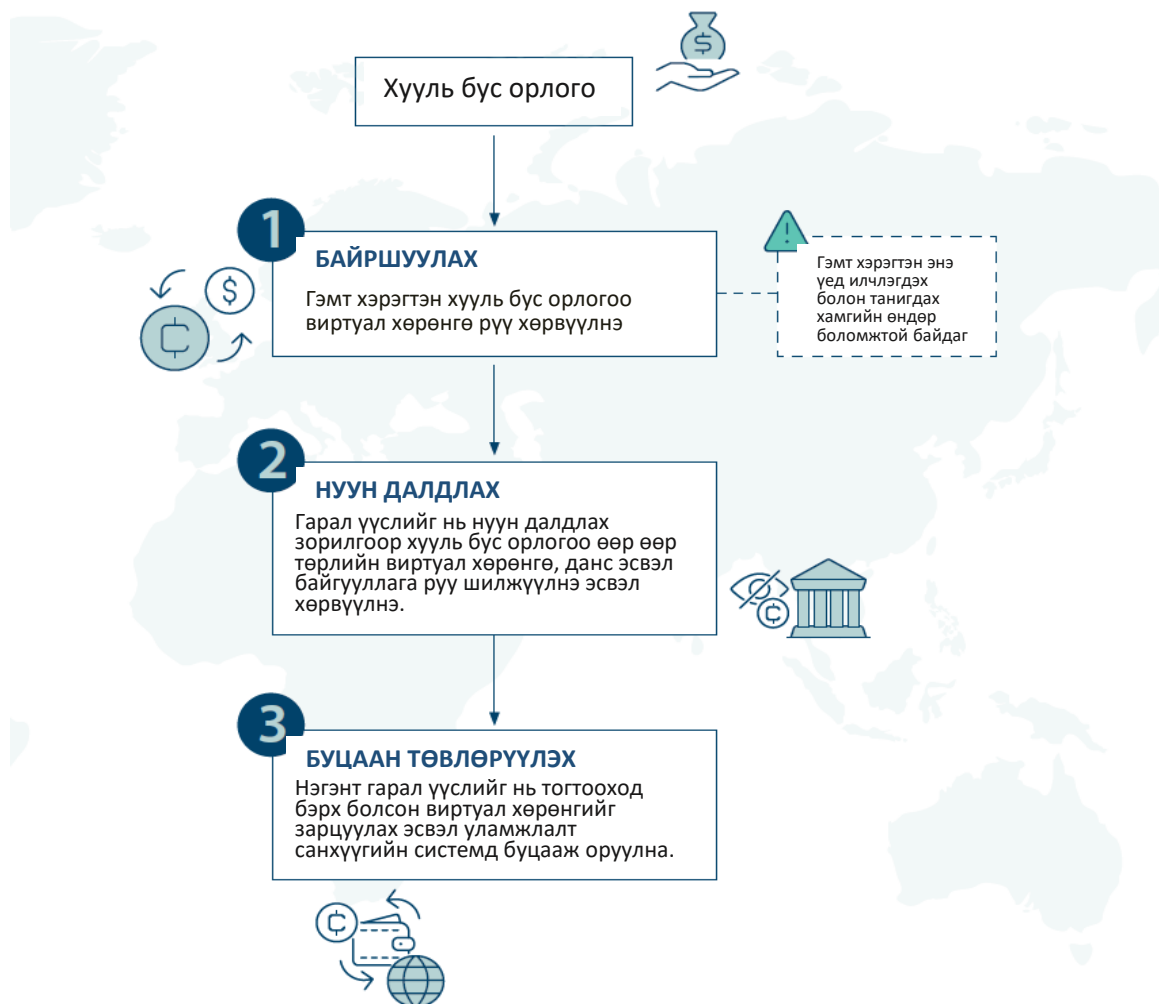 Хууль бус орлого
1
БАЙРШУУЛАХ
Гэмт хэрэгтэн хууль бус орлогоо
виртуал хөрөнгө рүү хөрвүүлнэ
Гэмт хэрэгтэн энэ
үед илчлэгдэх
болон танигдах
хамгийн өндөр
боломжтой байдаг
2
НУУН ДАЛДЛАХ
Гарал үүслийг нь нуун далдлах
зорилгоор хууль бус орлогоо өөр өөр
төрлийн виртуал хөрөнгө, данс эсвэл
байгууллага руу шилжүүлнэ эсвэл
хөрвүүлнэ.
3
БУЦААН ТӨВЛӨРҮҮЛЭХ
Нэгэнт гарал үүслийг нь тогтооход
бэрх болсон виртуал хөрөнгийг
зарцуулах эсвэл уламжлалт
санхүүгийн системд буцааж оруулна.